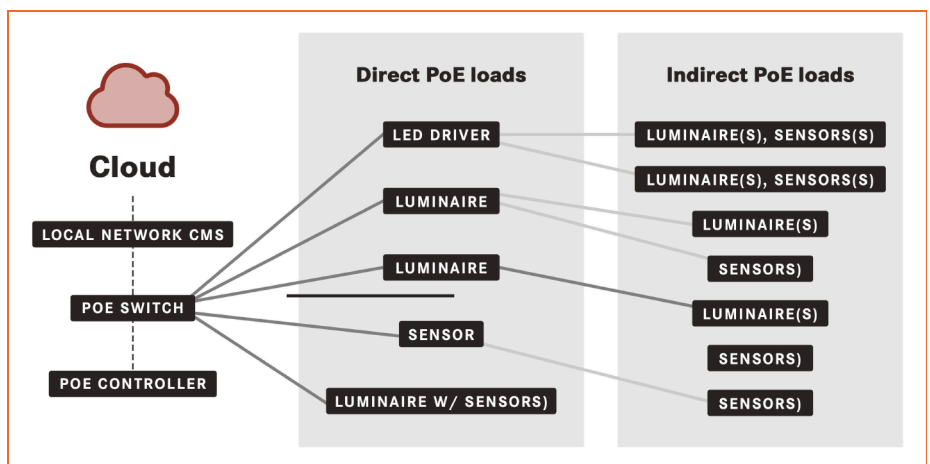 Direct PoE loads
Indirect PoE loads
Cloud
LOCAL NETWORK CMS
POE SWITCH
POE CONTROLLER
LED DRIVER
LUMINAIRE
LUMINAIRE
SENSOR
LUMINAIRE W/ SENSORS)
LUMINAIRE(S), SENSORS(S)
LUMINAIRE(S), SENSORS(S)
LUMINAIRE(S)
SENSORS)
LUMINAIRE(S)
SENSORS)
SENSORS)